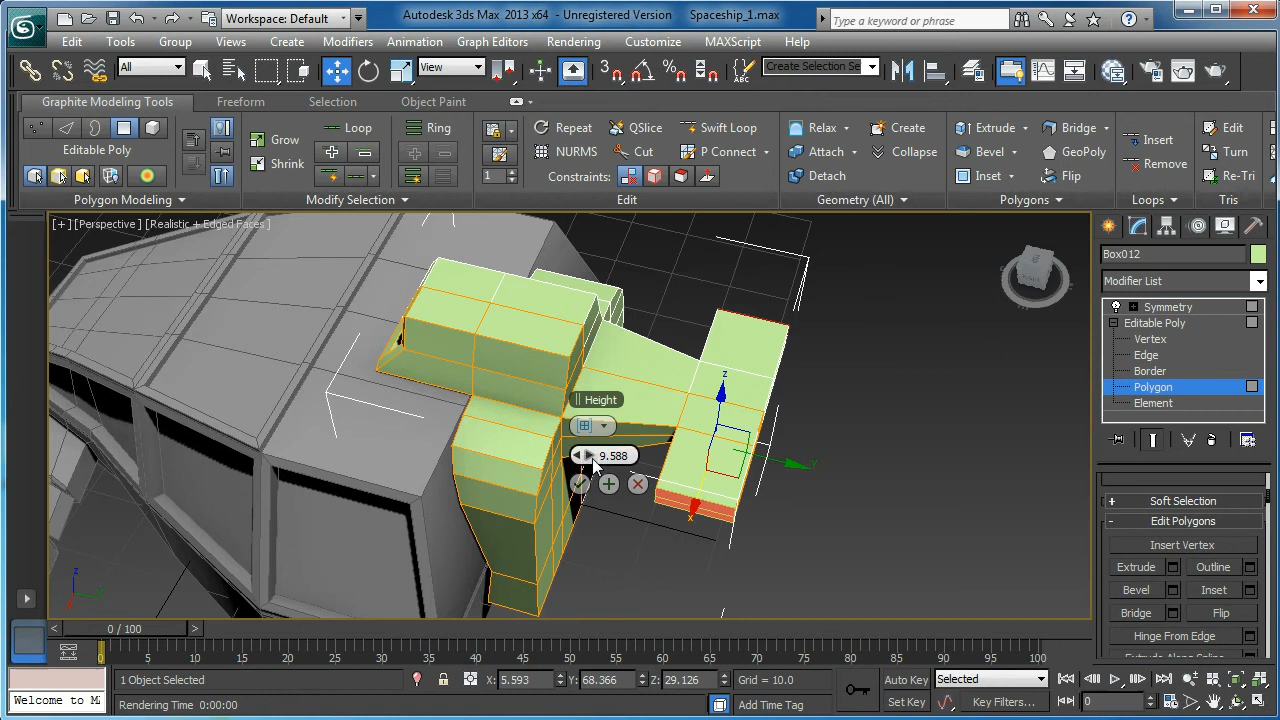 Workspace: Default
Autodesk 3ds Max 2013 x64 - Unregistered Version Spaceship_1.max
Type a keyword or phrase
Edit Tools Group Views Create Modifiers Animation Graph Editors Rendering Customize MAXScript Help
All View 3 Create Selection Se
Graphite Modeling Tools Freeform Selection Object Paint
Grow Loop Ring Repeat QSlice Swift Loop Relax Create Extrude Bridge Insert Edit
Editable Poly NURMS Cut P Connect Attach Collapse Bevel GeoPoly Remove Turn
Shrink 1 Constraints: Detach Inset Flip Re-Tri
Polygon Modeling Modify Selection Edit Geometry (All) Polygons Loops Tris
[+] [Perspective] [Realistic + Edged Faces]
Box012
Modifier List
Symmetry
Editable Poly
Vertex
Edge
Border
Polygon
Element
z
Height
9.588
y
x
+ Soft Selection
- Edit Polygons
Insert Vertex
Extrude Outline
Bevel Inset
Bridge Flip
Hinge From Edge
Extrude Along Spline
z
y
x
< 0 / 100 >
0 5 10 15 20 25 30 35 40 45 50 55 60 65 70 75 80 85 90 95 100
1 Object Selected X: 5.593 Y: 68.366 Z: 29.126 Grid = 10.0 Auto Key Selected
Welcome to MA Rendering Time 0:00:00 Add Time Tag Set Key Key Filters... 0